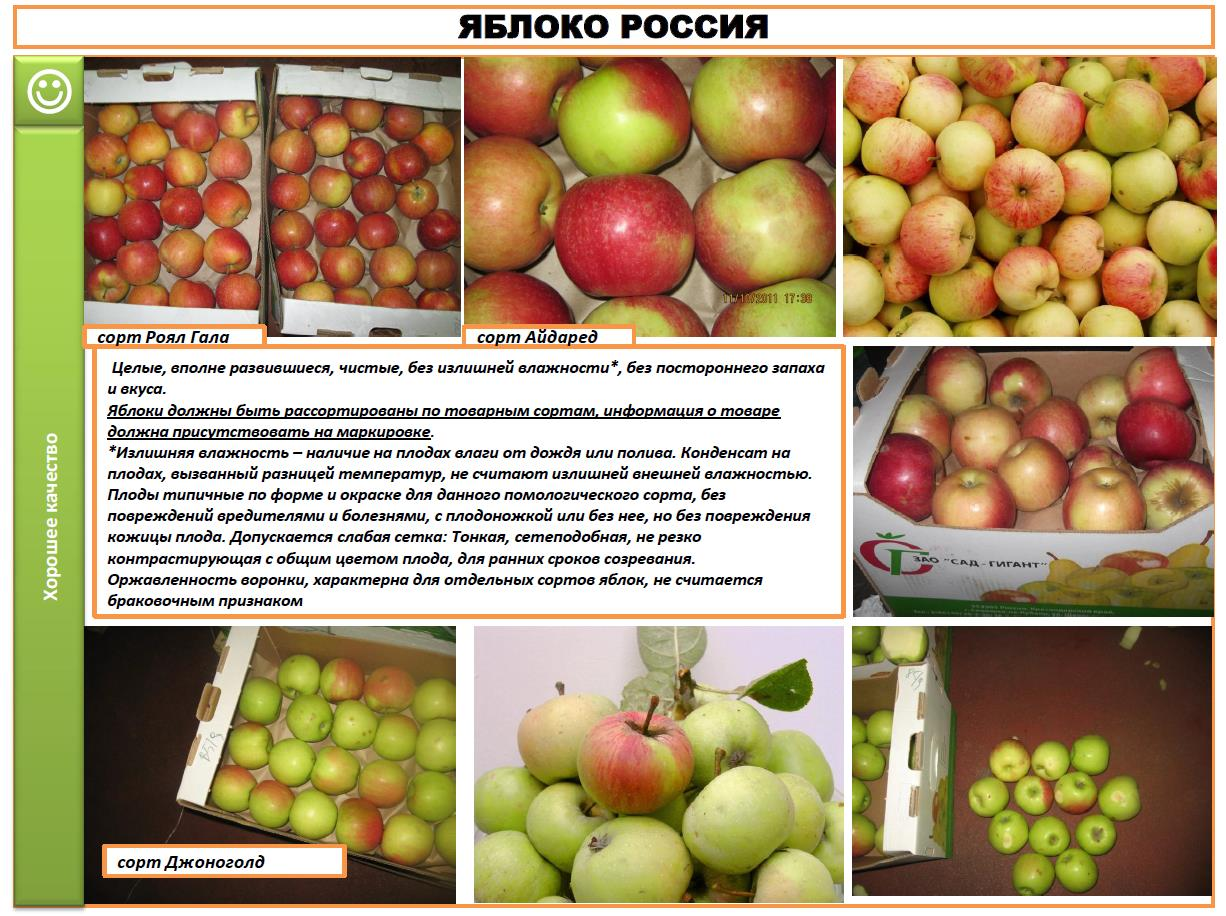 ЯБЛОКО РОССИЯ
Хорошее качество
11/10/2011 17:38
сорт Роял Гала
сорт Айдаред
Целые, вполне развившиеся, чистые, без излишней влажности*, без постороннего запаха
и вкуса.
Яблоки должны быть рассортированы по товарным сортам, информация о товаре
должна присутствовать на маркировке.
*Излишняя влажность – наличие на плодах влаги от дождя или полива. Конденсат на
плодах, вызванный разницей температур, не считают излишней внешней влажностью.
Плоды типичные по форме и окраске для данного помологического сорта, без
повреждений вредителями и болезнями, с плодоножкой или без нее, но без повреждения
кожицы плода. Допускается слабая сетка: Тонкая, сетеподобная, не резко
контрастирующая с общим цветом плода, для ранних сроков созревания.
Оржавленность воронки, характерна для отдельных сортов яблок, не считается
браковочным признаком
ЗАО "САД-ГИГАНТ"
сорт Джоноголд